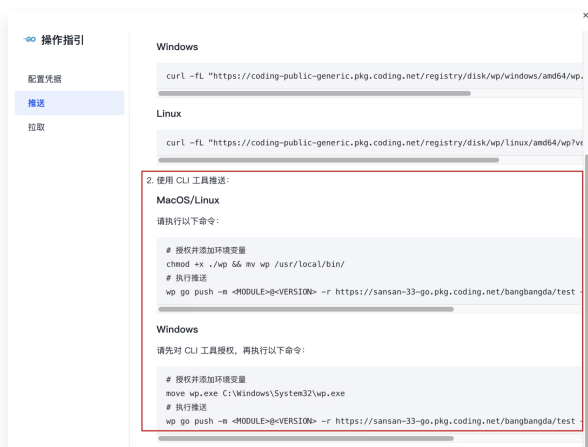 ×
GO 操作指引
配置凭据
推送
拉取
Windows
curl -fL "https://coding-public-generic.pkg.coding.net/registry/disk/wp/windows/amd64/wp.
Linux
curl -fL "https://coding-public-generic.pkg.coding.net/registry/disk/wp/linux/amd64/wp?ve
2. 使用 CLI 工具推送：
MacOS/Linux
请执行以下命令：
# 授权并添加环境变量
chmod +x ./wp && mv wp /usr/local/bin/
# 执行推送
wp go push -m <MODULE>@<VERSION> -r https://sansan-33-go.pkg.coding.net/bangbangda/test -
Windows
请先对 CLI 工具授权，再执行以下命令：
# 授权并添加环境变量
move wp.exe C:\Windows\System32\wp.exe
# 执行推送
wp go push -m <MODULE>@<VERSION> -r https://sansan-33-go.pkg.coding.net/bangbangda/test -